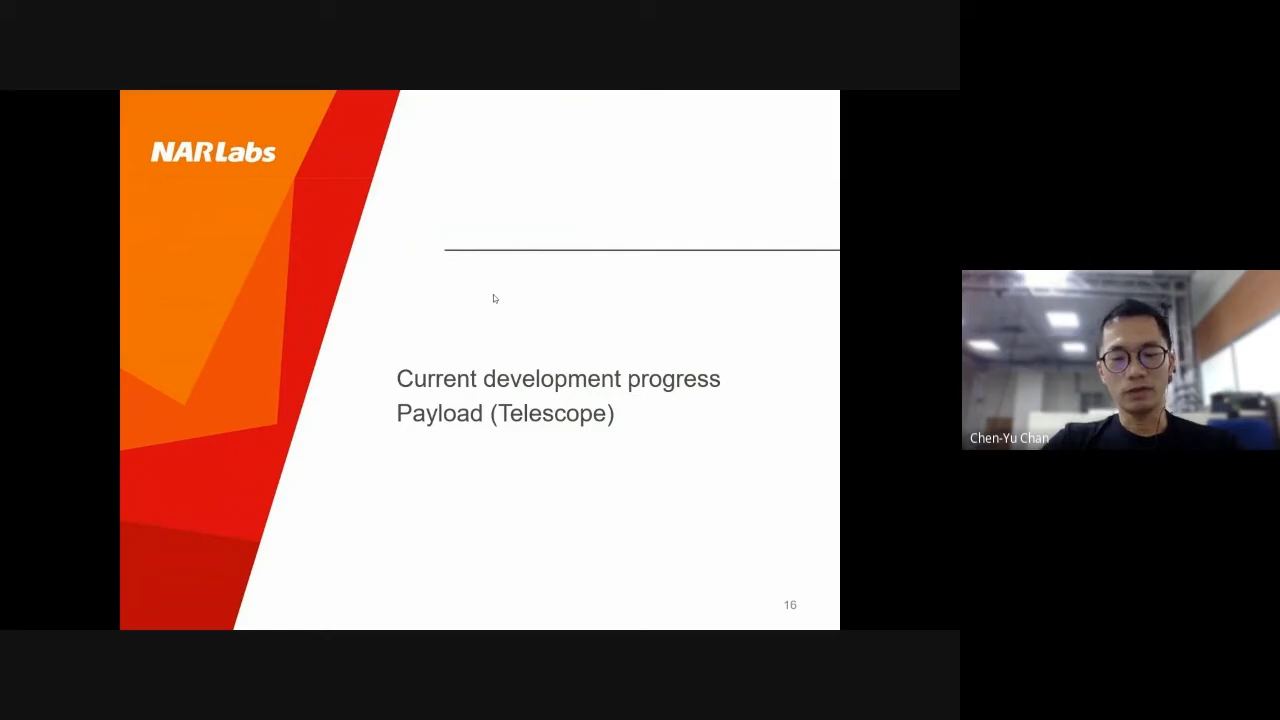 NARLabs
Current development progress
Payload (Telescope)
16
Chen-Yu Chan